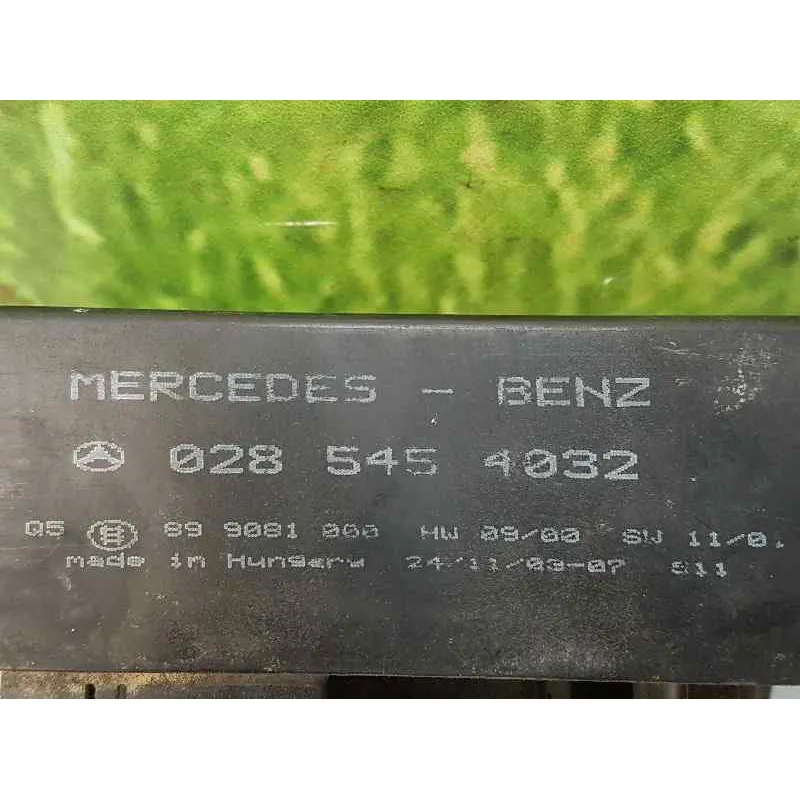 MERCEDES - BENZ
028 545 4032
Q5 89 9081 000 HW 09/00 SW 11/0.
made in Hungary 24/11/03-07 S11